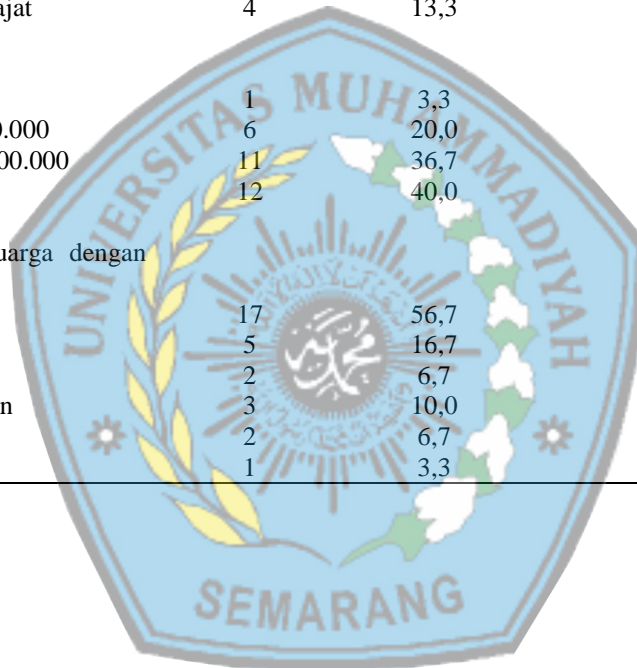 ajat 4 13,3
1 3,3
0.000 6 20,0
00.000 11 36,7
12 40,0
uarga dengan
17 56,7
5 16,7
2 6,7
n 3 10,0
2 6,7
1 3,3
UNIVERSITAS MUHAMMADIYAH
SEMARANG